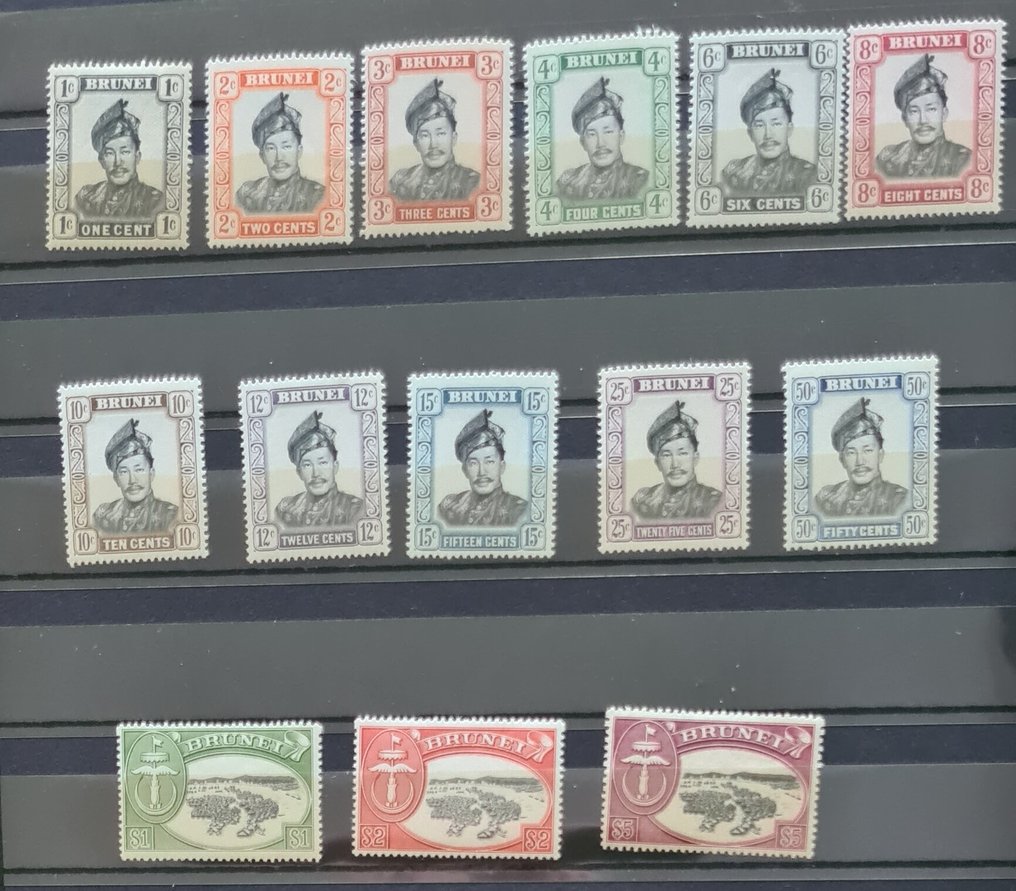 1c BRUNEI 1c
1c ONE CENT 1c
2c BRUNEI 2c
2c TWO CENTS 2c
3c BRUNEI 3c
3c THREE CENTS 3c
4c BRUNEI 4c
4c FOUR CENTS 4c
6c BRUNEI 6c
6c SIX CENTS 6c
8c BRUNEI 8c
8c EIGHT CENTS 8c
10c BRUNEI 10c
10c TEN CENTS 10c
12c BRUNEI 12c
12c TWELVE CENTS 12c
15c BRUNEI 15c
15c FIFTEEN CENTS 15c
25c BRUNEI 25c
25c TWENTY FIVE CENTS 25c
50c BRUNEI 50c
50c FIFTY CENTS 50c
BRUNEI
$1 $1
BRUNEI
$2 $2
BRUNEI
$5 $5